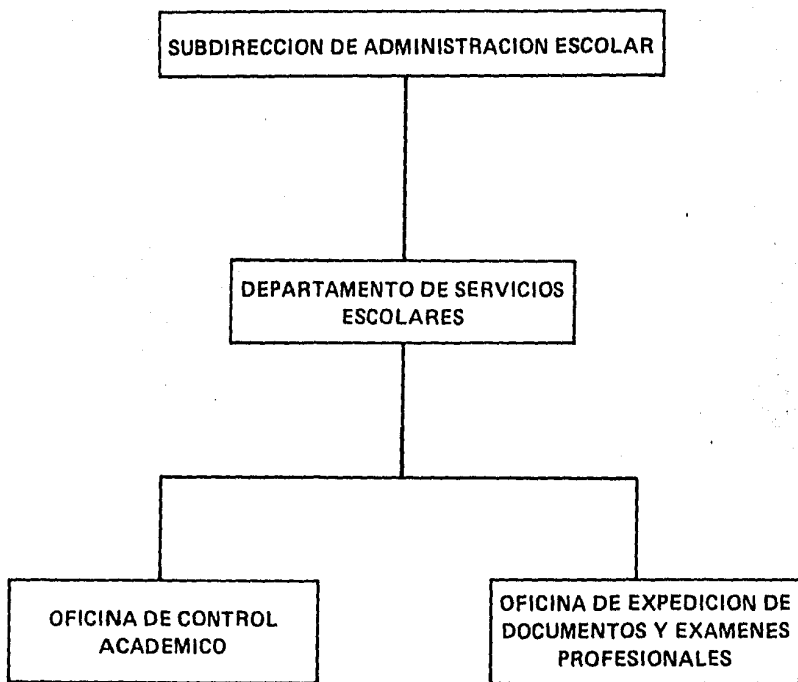 SUBDIRECCION DE ADMINISTRACION ESCOLAR
DEPARTAMENTO DE SERVICIOS
ESCOLARES
OFICINA DE CONTROL
ACADEMICO
OFICINA DE EXPEDICION DE
DOCUMENTOS Y EXAMENES
PROFESIONALES